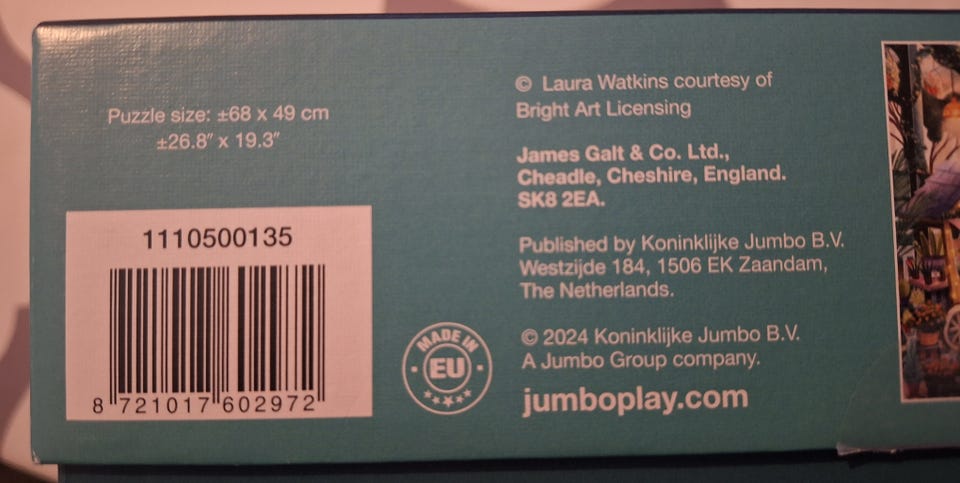 Puzzle size: ±68 x 49 cm
±26.8" x 19.3"
1110500135
8 721017 602972
MADE IN
EU
© Laura Watkins courtesy of
Bright Art Licensing
James Galt & Co. Ltd.,
Cheadle, Cheshire, England.
SK8 2EA.
Published by Koninklijke Jumbo B.V.
Westzijde 184, 1506 EK Zaandam,
The Netherlands.
© 2024 Koninklijke Jumbo B.V.
A Jumbo Group company.
jumboplay.com